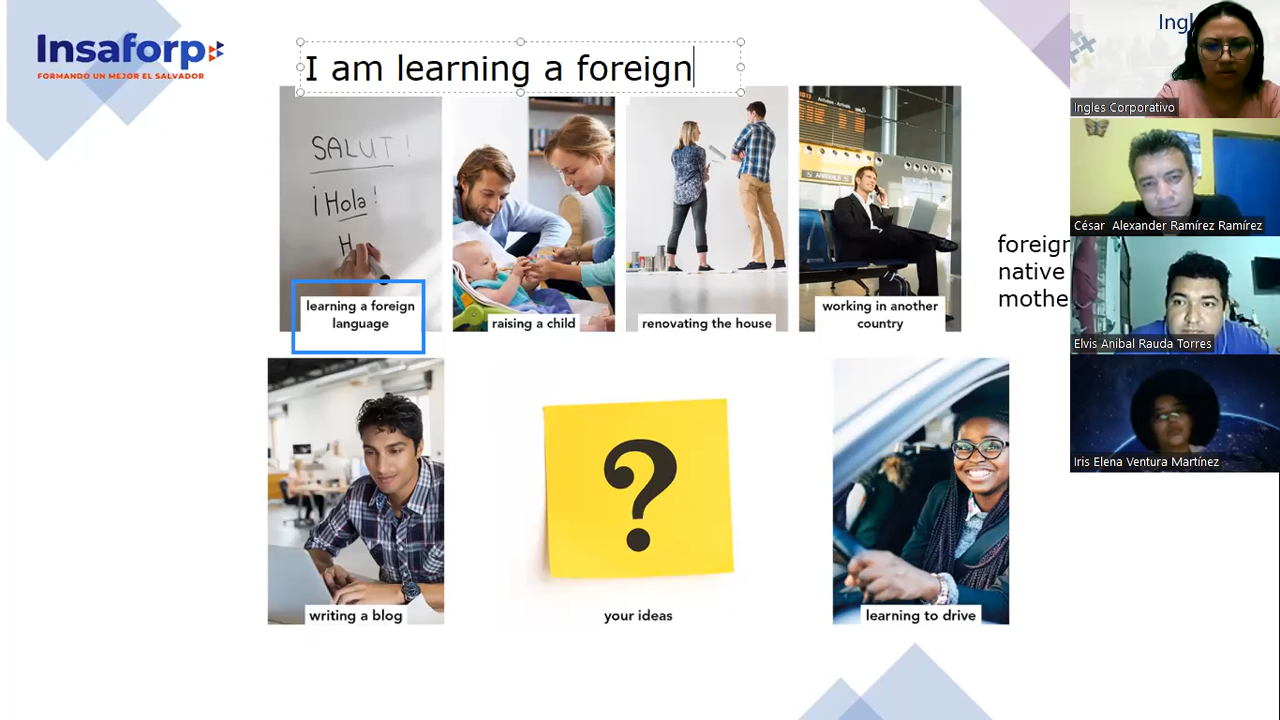 Insaforp
FORMANDO UN MEJOR EL SALVADOR
I am learning a foreign
SALUT !
¡Hola!
H
learning a foreign
language
raising a child
renovating the house
ARRIVALS
working in another
country
foreign
native
mothe
writing a blog
?
your ideas
learning to drive
Ingl
Ingles Corporativo
César Alexander Ramírez Ramírez
Elvis Anibal Rauda Torres
Iris Elena Ventura Martínez